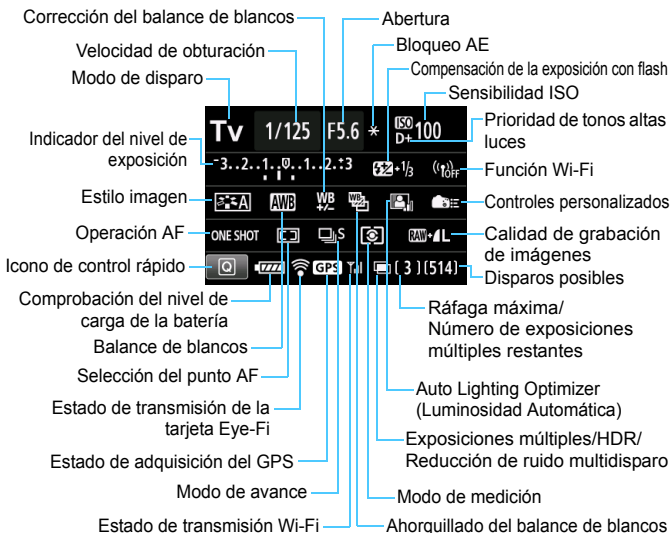 Corrección del balance de blancos
Velocidad de obturación
Modo de disparo
Abertura
Bloqueo AE
Compensación de la exposición con flash
Sensibilidad ISO
Tv 1/125 F5.6 * ISO 100
D+
Prioridad de tonos altas
luces
Indicador del nivel de
exposición
-3..2..1..0..1..2..+3 +1/3 OFF
Función Wi-Fi
Estilo imagen
A AWB WB +/- WB
Controles personalizados
Operación AF
ONE SHOT S RAW+L
Calidad de grabación
de imágenes
Icono de control rápido
Q GPS [ 3 ] [514]
Disparos posibles
Comprobación del nivel de
carga de la batería
Balance de blancos
Selección del punto AF
Estado de transmisión de la
tarjeta Eye-Fi
Estado de adquisición del GPS
Modo de avance
Estado de transmisión Wi-Fi
Ráfaga máxima/
Número de exposiciones
múltiples restantes
Auto Lighting Optimizer
(Luminosidad Automática)
Exposiciones múltiples/HDR/
Reducción de ruido multidisparo
Modo de medición
Ahorquillado del balance de blancos